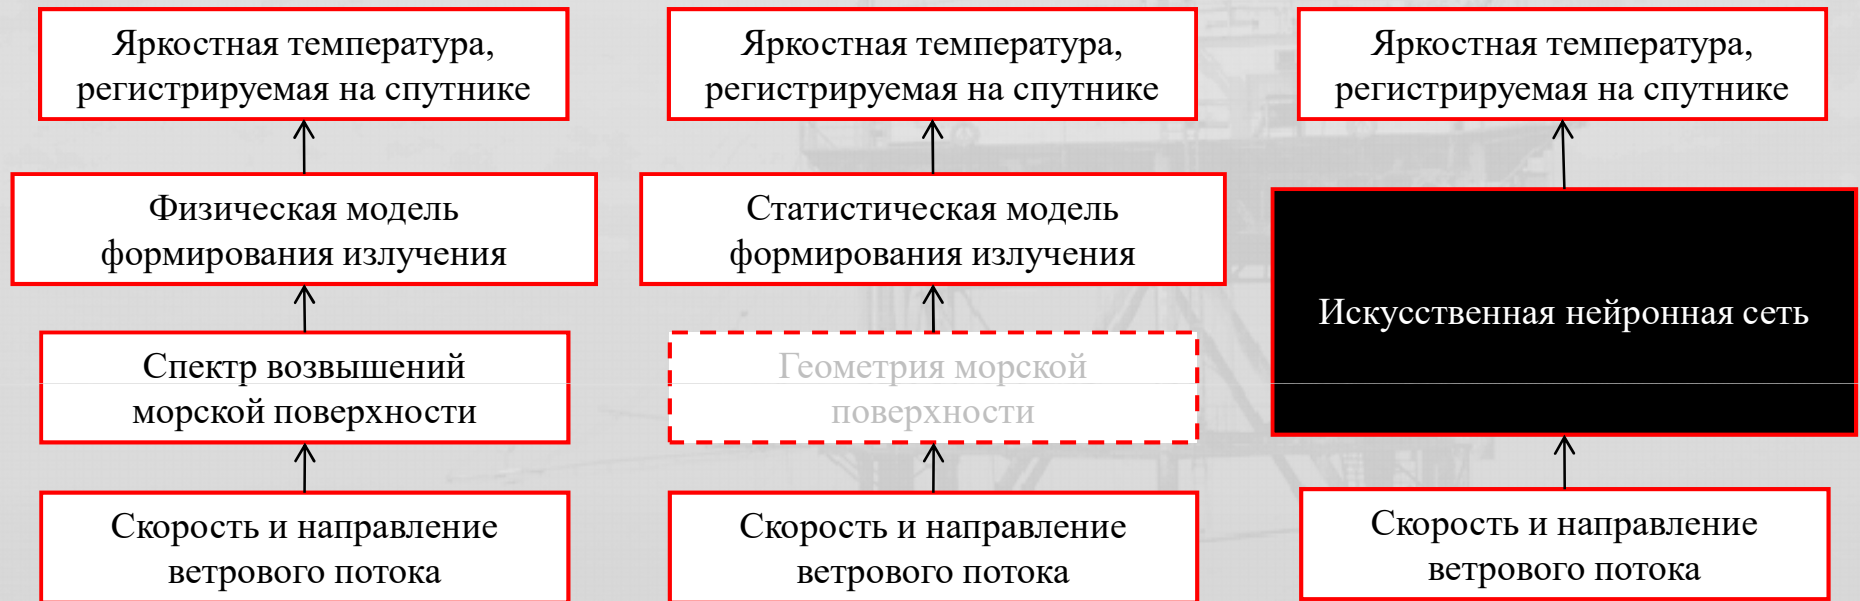 Яркостная температура,
регистрируемая на спутнике
Физическая модель
формирования излучения
Спектр возвышений
морской поверхности
Скорость и направление
ветрового потока
Яркостная температура,
регистрируемая на спутнике
Статистическая модель
формирования излучения
Геометрия морской
поверхности
Скорость и направление
ветрового потока
Яркостная температура,
регистрируемая на спутнике
Искусственная нейронная сеть
Скорость и направление
ветрового потока